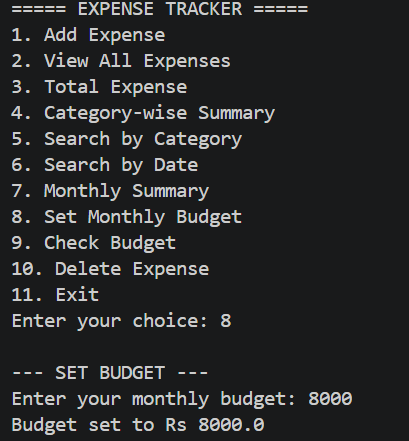 ===== EXPENSE TRACKER =====
1. Add Expense
2. View All Expenses
3. Total Expense
4. Category-wise Summary
5. Search by Category
6. Search by Date
7. Monthly Summary
8. Set Monthly Budget
9. Check Budget
10. Delete Expense
11. Exit
Enter your choice: 8
--- SET BUDGET ---
Enter your monthly budget: 8000
Budget set to Rs 8000.0